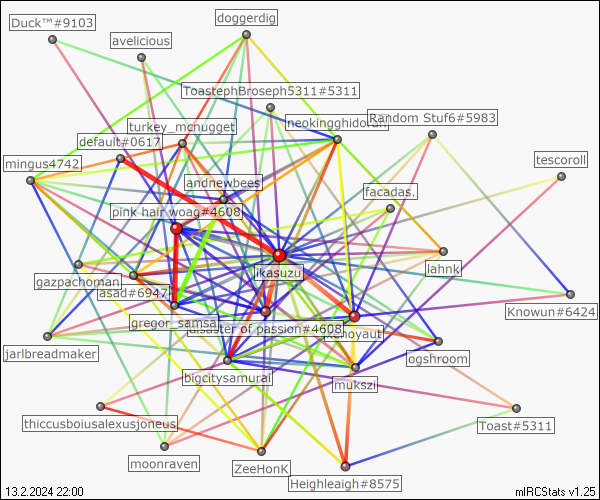 doggerdig
Duck™#9103
avelicious
ToastephBroseph5311#5311
Random Stuf6#5983
neokingghidorah
turkey_mcnugget
default#0617
tescoroll
mingus4742
landnewbees
facadas.
pink hair woag#4608
lahnk
ikasuzu
gazpachoman
asad#6947
Knowun#6424
gregor_samsa
disaster of passion#4608
xenoyaut
jarlbreadmaker
ogshroom
bigcitysamurai
mukszi
thiccusboiusalexusjoneus
Toast#5311
moonraven
ZeeHonK
Heighleaigh#8575
13.2.2024 22:00
mIRCStats v1.25